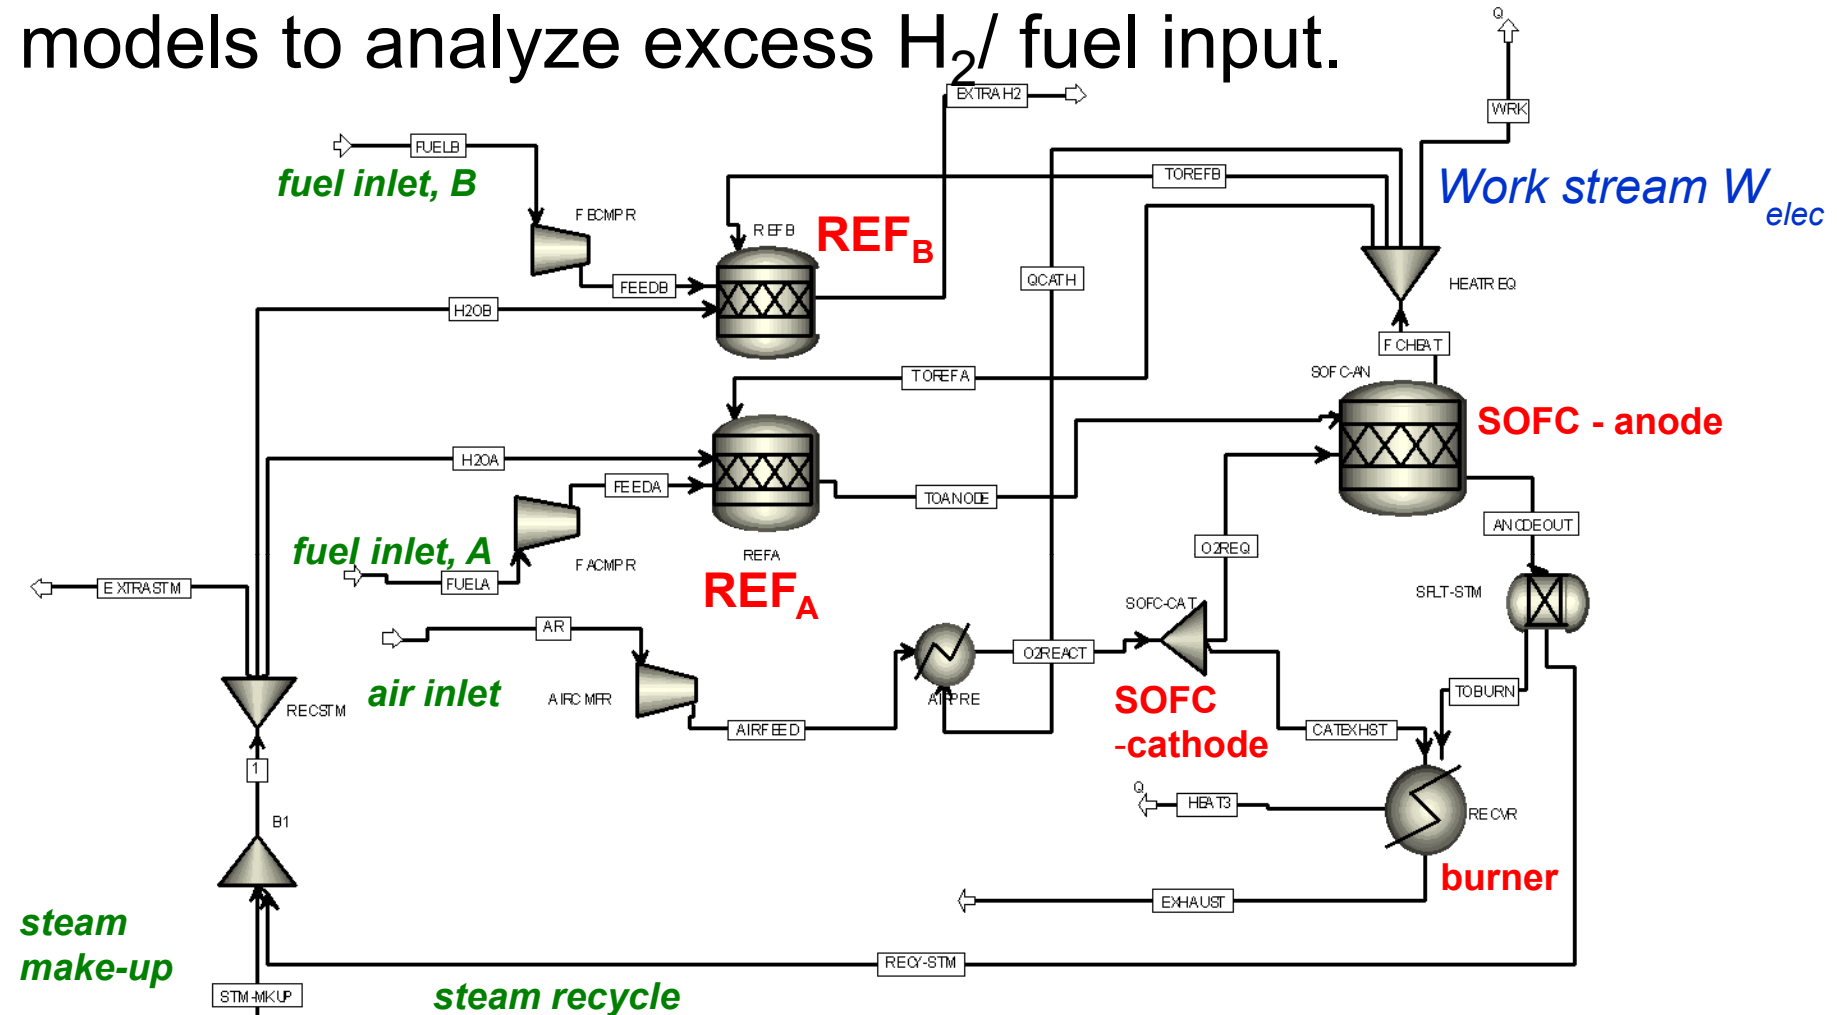 models to analyze excess H2/ fuel input.
Q
EXTRAH2
WRK
FUELB
fuel inlet, B
TOREFB
Work stream Welec
FECMPR
REFB
REFB
QCATH
HEATREQ
FEEDB
H2OB
FCHEAT
TOREFA
SOFC-AN
SOFC - anode
H2OA
FEEDA
TOANODE
ANODEOUT
fuel inlet, A
FUELA
FACMPR
REFA
REFA
O2REQ
EXTRASTM
SPLT-STM
SOFC-CAT
AIR
O2REACT
air inlet
RECSTM
AIRCMPR
AIRPRE
AIRFEED
SOFC
-cathode
TOBURN
CATEXHST
1
Q
HEAT3
RECVR
B1
burner
EXHAUST
steam
make-up
RECY-STM
STM-MKUP
steam recycle